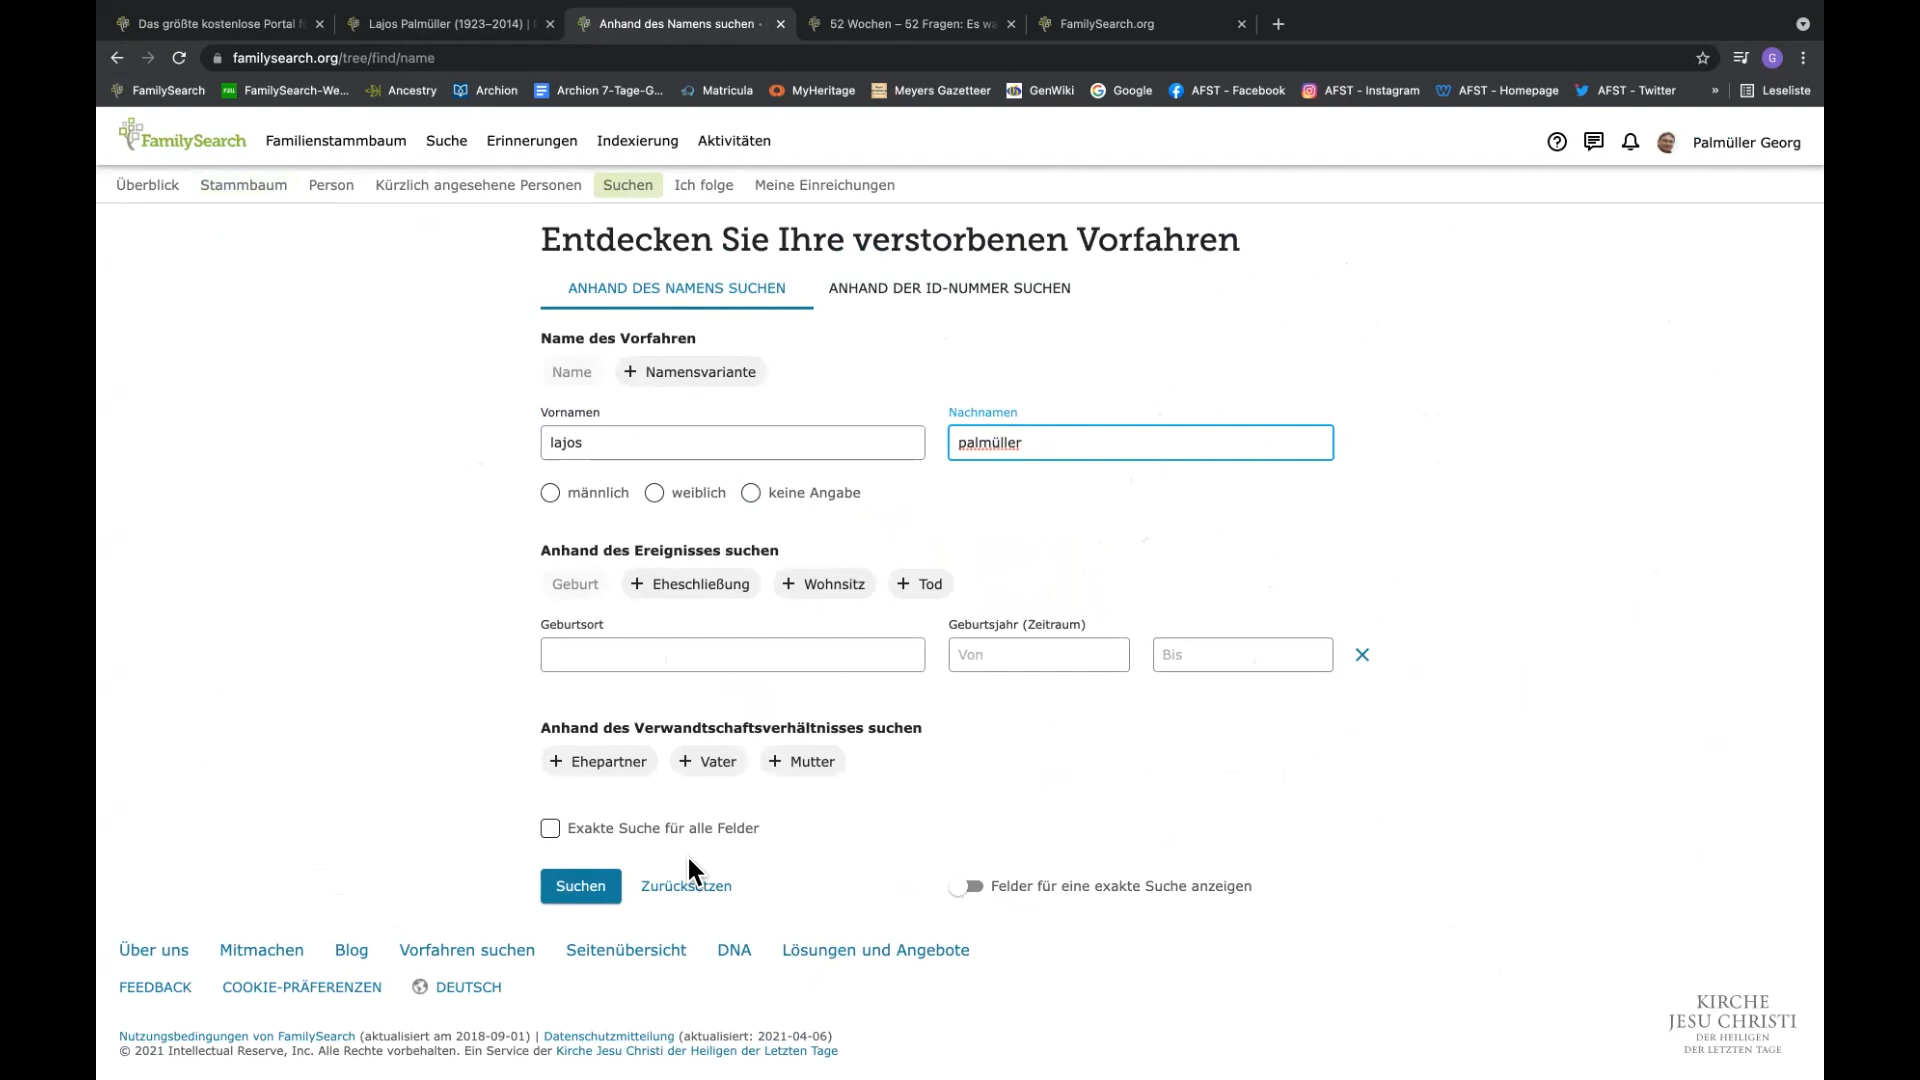 Das größte kostenlose Portal f
Lajos Palmüller (1923–2014) |
Anhand des Namens suchen ·
52 Wochen – 52 Fragen: Es wa
FamilySearch.org
familysearch.org/tree/find/name
G
FamilySearch
FamilySearch-We...
Ancestry
Archion
Archion 7-Tage-G...
Matricula
MyHeritage
Meyers Gazetteer
GenWiki
Google
AFST - Facebook
AFST - Instagram
AFST - Homepage
AFST - Twitter
»
Leseliste
FamilySearch
Familienstammbaum
Suche
Erinnerungen
Indexierung
Aktivitäten
Palmüller Georg
Überblick
Stammbaum
Person
Kürzlich angesehene Personen
Suchen
Ich folge
Meine Einreichungen
Entdecken Sie Ihre verstorbenen Vorfahren
ANHAND DES NAMENS SUCHEN
ANHAND DER ID-NUMMER SUCHEN
Name des Vorfahren
Name
+ Namensvariante
Vornamen
Nachnamen
lajos
palmüller
männlich
weiblich
keine Angabe
Anhand des Ereignisses suchen
Geburt
+ Eheschließung
+ Wohnsitz
+ Tod
Geburtsort
Geburtsjahr (Zeitraum)
Von
Bis
Anhand des Verwandtschaftsverhältnisses suchen
+ Ehepartner
+ Vater
+ Mutter
Exakte Suche für alle Felder
Suchen
Zurücksetzen
Felder für eine exakte Suche anzeigen
Über uns
Mitmachen
Blog
Vorfahren suchen
Seitenübersicht
DNA
Lösungen und Angebote
FEEDBACK
COOKIE-PRÄFERENZEN
DEUTSCH
Nutzungsbedingungen von FamilySearch (aktualisiert am 2018-09-01) | Datenschutzmitteilung (aktualisiert: 2021-04-06)
© 2021 Intellectual Reserve, Inc. Alle Rechte vorbehalten. Ein Service der Kirche Jesu Christi der Heiligen der Letzten Tage
KIRCHE
JESU CHRISTI
DER HEILIGEN
DER LETZTEN TAGE